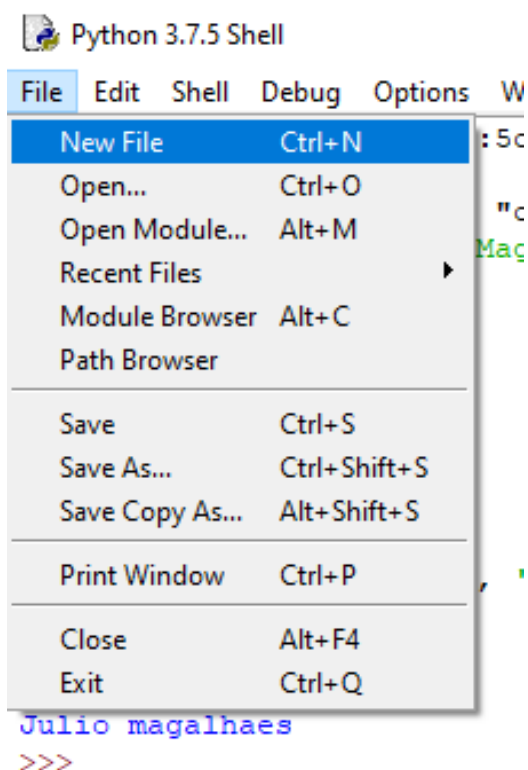 Python 3.7.5 Shell
File Edit Shell Debug Options W
New File Ctrl+N
Open... Ctrl+O
Open Module... Alt+M
Recent Files
Module Browser Alt+C
Path Browser
Save Ctrl+S
Save As... Ctrl+Shift+S
Save Copy As... Alt+Shift+S
Print Window Ctrl+P
Close Alt+F4
Exit Ctrl+Q
Julio magalhaes
>>>